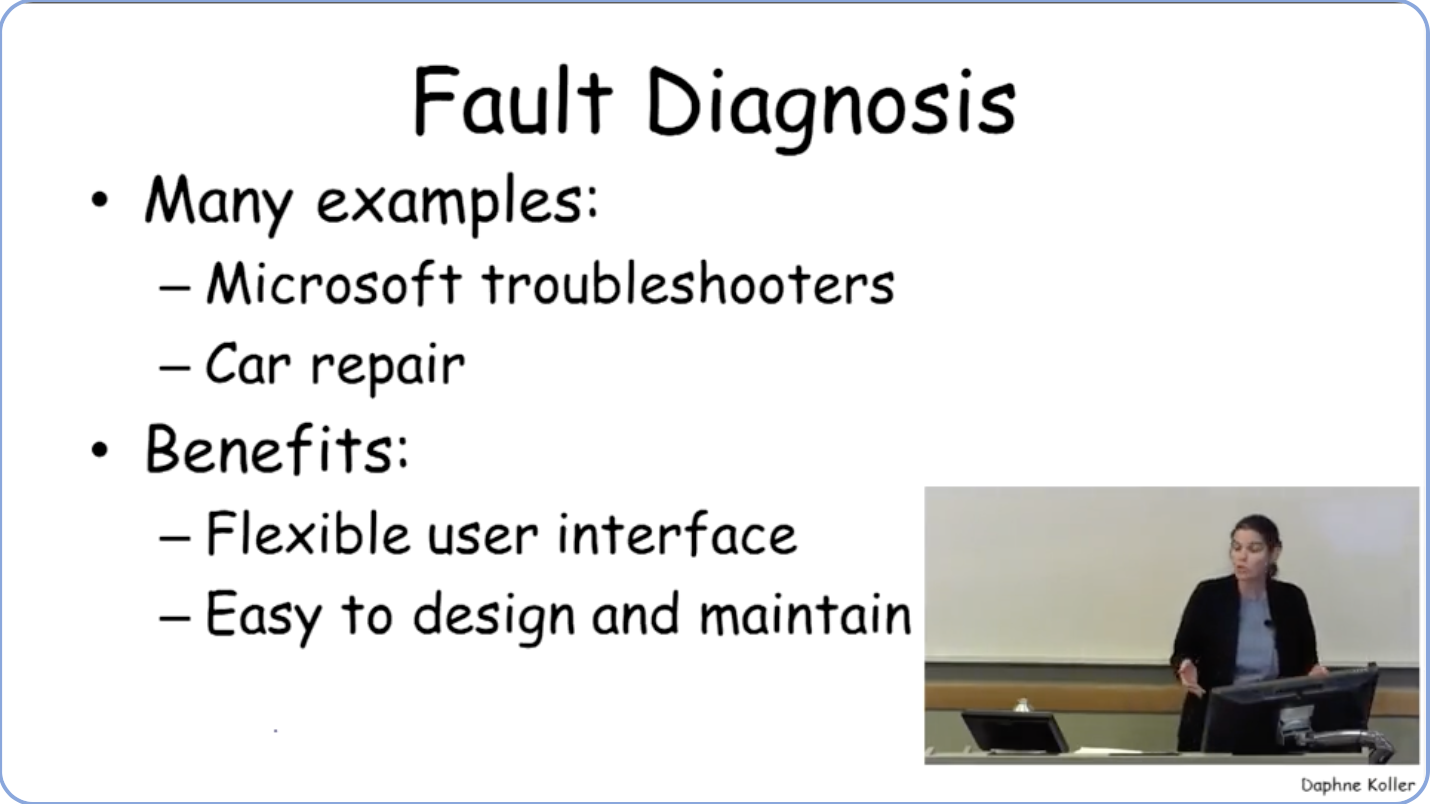 Fault Diagnosis
• Many examples:
– Microsoft troubleshooters
– Car repair
• Benefits:
– Flexible user interface
– Easy to design and maintain
Daphne Koller